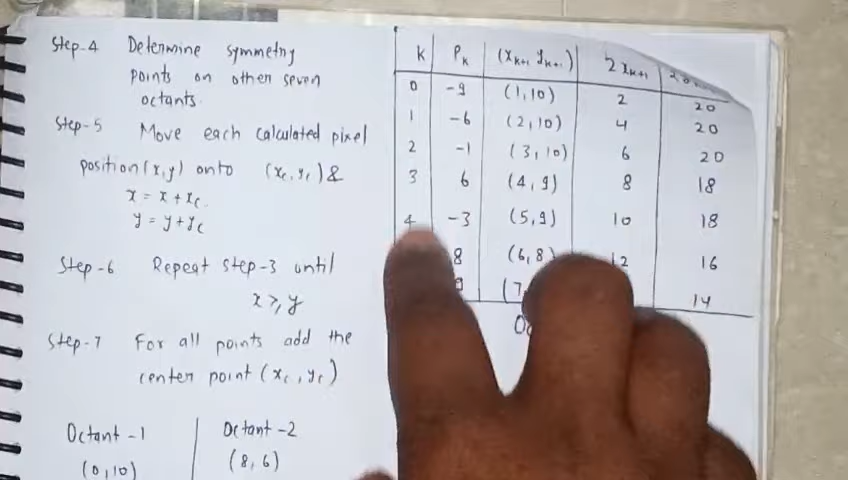 Step-4 Determine symmetry
points on other seven
octants.
Step-5 Move each calculated pixel
position (x,y) onto (xc, yc) &
x = x + xc.
y = y + yc
Step-6 Repeat step-3 until
x ≥ y
Step-7 For all points add the
center point (xc, yc)
Octant-1 Octant-2
(0,10) (8,6)
K Pk (xk+1 yk+1) 2xk+1
0 -9 (1,10) 2 20
1 -6 (2,10) 4 20
2 -1 (3,10) 6 20
3 6 (4,9) 8 18
4 -3 (5,9) 10 18
8 (6,8) 12 16
(7, 14